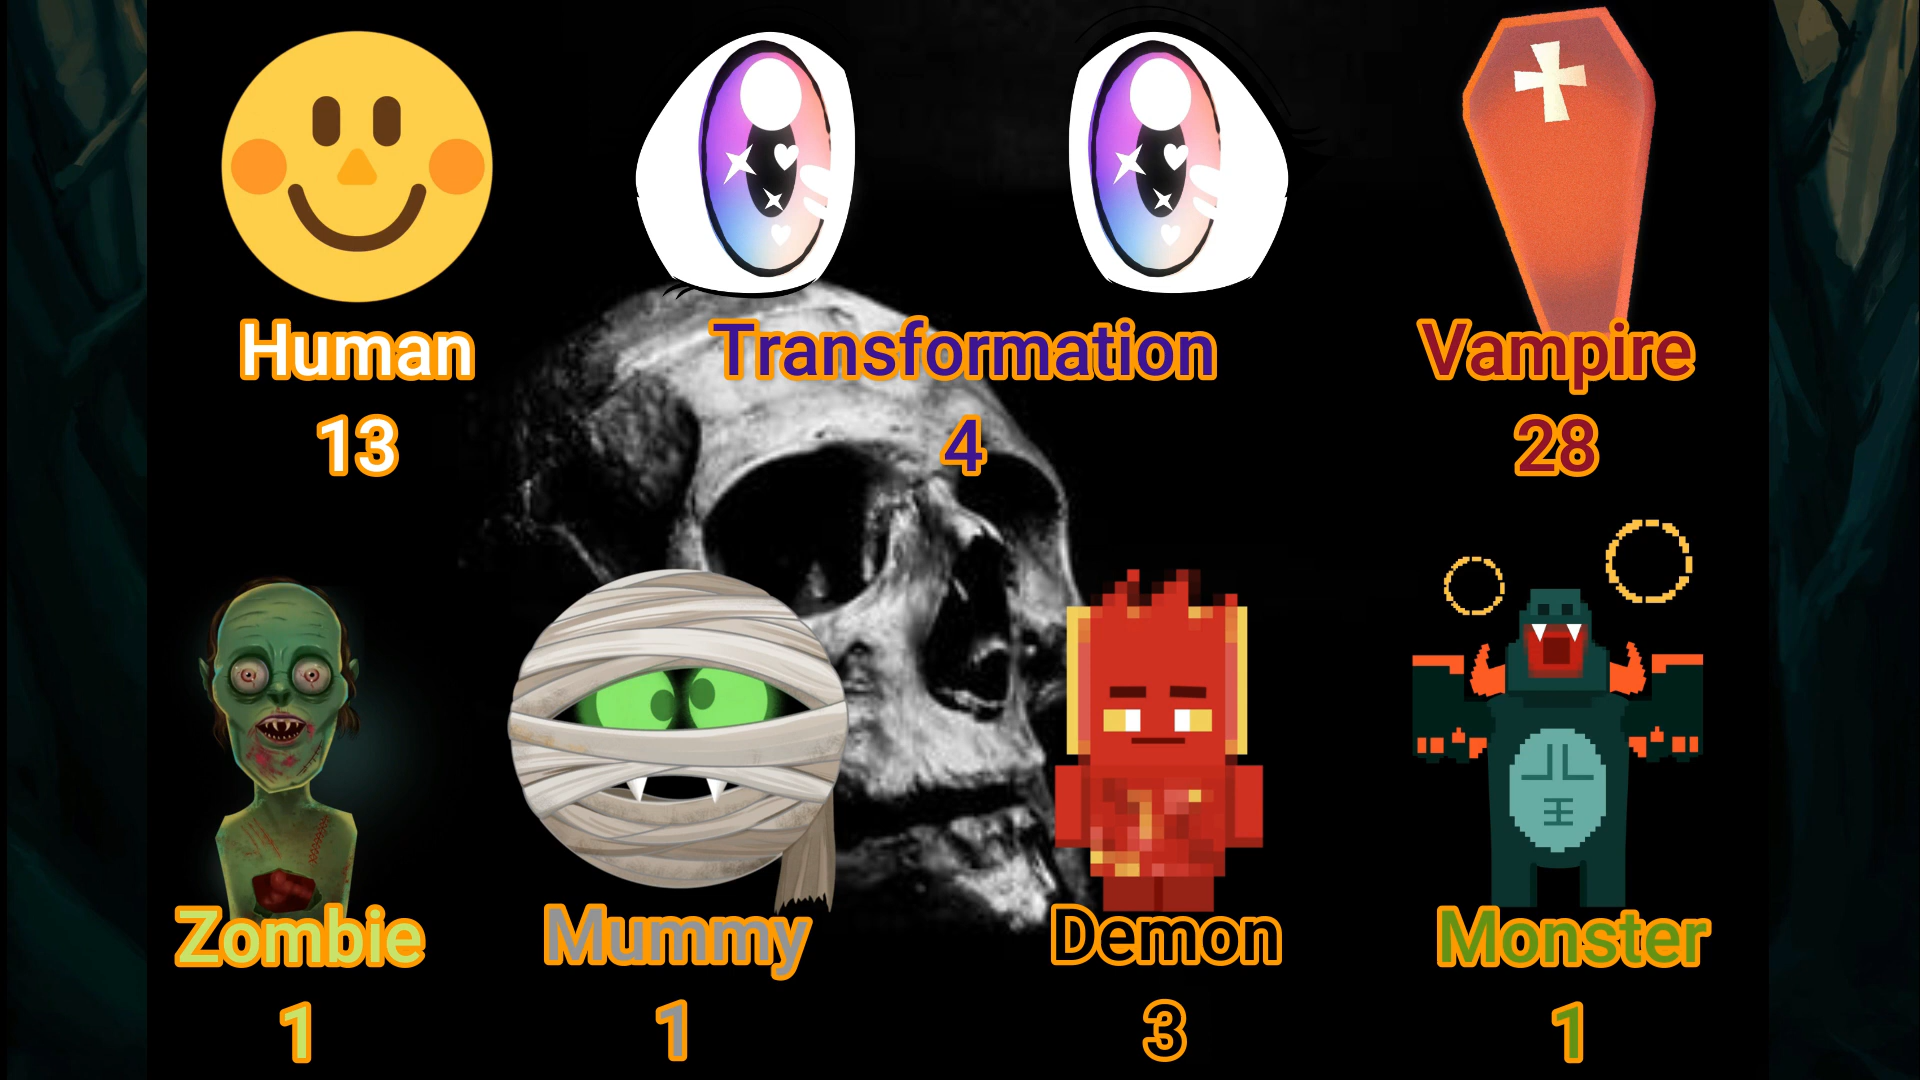 Human
Transformation
Vampire
13
4
28
Zombie
Mummy
Demon
Monster
1
1
3
1